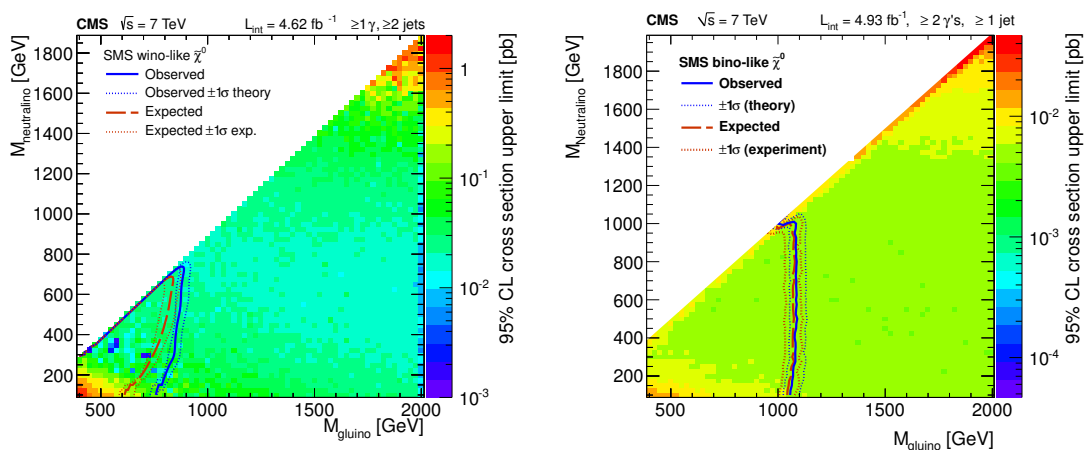 CMS √s = 7 TeV L_int = 4.62 fb⁻¹ ≥1γ, ≥2 jets
M_neutralino [GeV]
1800
1600
1400
1200
1000
800
600
400
200
SMS wino-like χ̃⁰
Observed
Observed ±1σ theory
Expected
Expected ±1σ exp.
500 1000 1500 2000
M_gluino [GeV]
1
10⁻¹
10⁻²
10⁻³
95% CL cross section upper limit [pb]
CMS √s = 7 TeV L_int = 4.93 fb⁻¹, ≥ 2 γ's, ≥ 1 jet
M_Neutralino [GeV]
1800
1600
1400
1200
1000
800
600
400
200
SMS bino-like χ̃⁰
Observed
±1σ (theory)
Expected
±1σ (experiment)
500 1000 1500 2000
M_gluino [GeV]
10⁻²
10⁻³
10⁻⁴
95% CL cross section upper limit [pb]